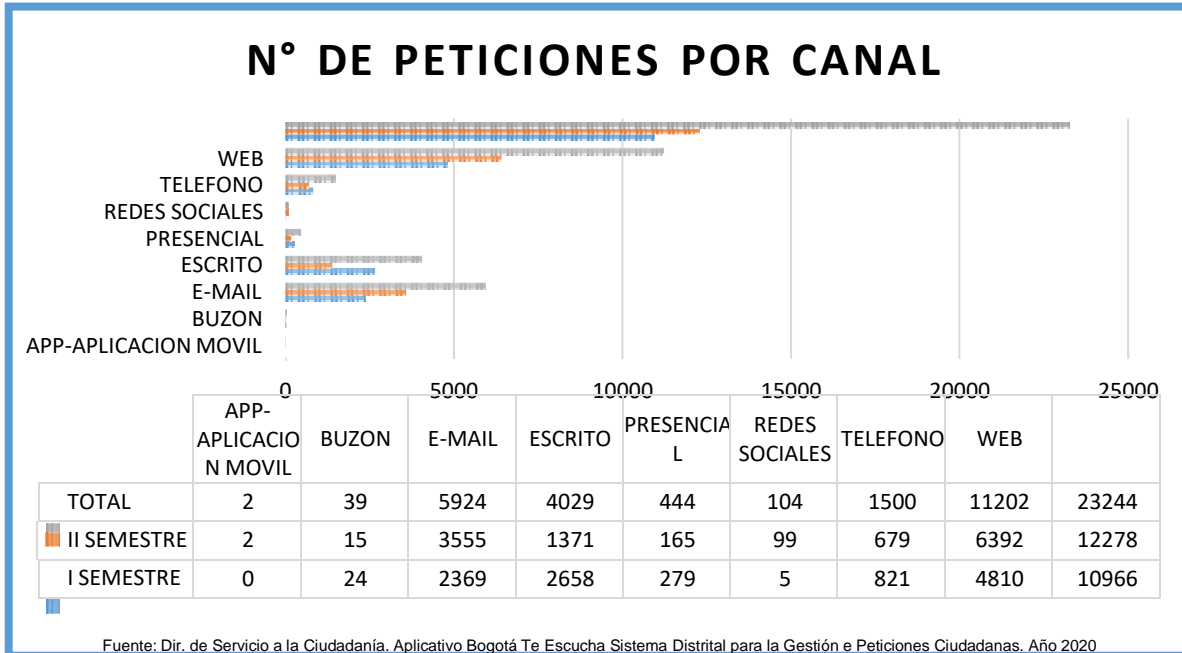 N° DE PETICIONES POR CANAL
WEB
TELEFONO
REDES SOCIALES
PRESENCIAL
ESCRITO
E-MAIL
BUZON
APP-APLICACION MOVIL
0 5000 10000 15000 20000 25000
APP-
APLICACIO
N MOVIL
BUZON
E-MAIL
ESCRITO
PRESENCIA
L
REDES
SOCIALES
TELEFONO
WEB
TOTAL 2 39 5924 4029 444 104 1500 11202 23244
II SEMESTRE 2 15 3555 1371 165 99 679 6392 12278
I SEMESTRE 0 24 2369 2658 279 5 821 4810 10966
Fuente: Dir. de Servicio a la Ciudadanía. Aplicativo Bogotá Te Escucha Sistema Distrital para la Gestión e Peticiones Ciudadanas. Año 2020